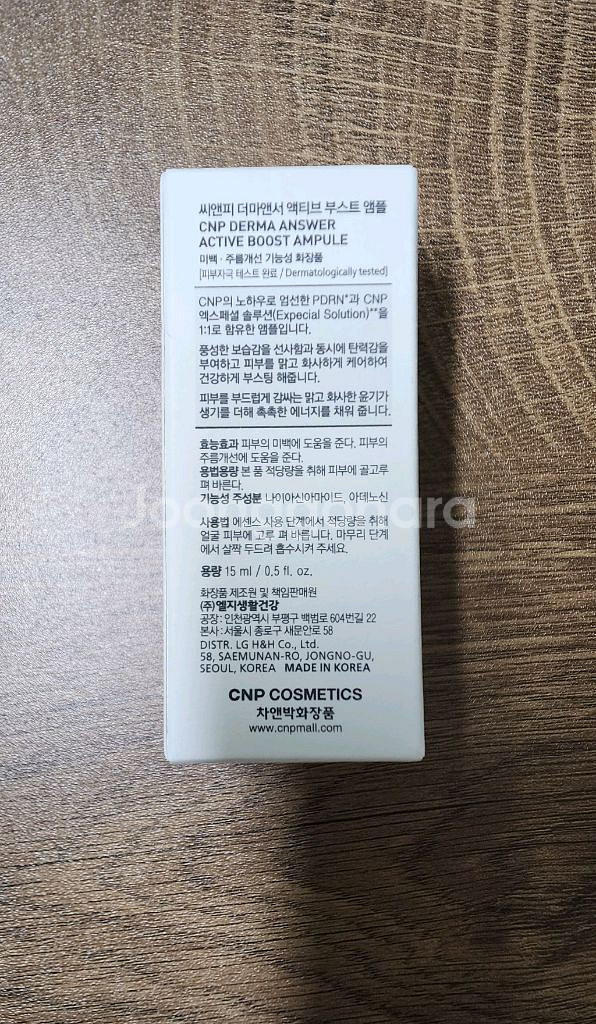 씨앤피 더마앤서 액티브 부스트 앰플
CNP DERMA ANSWER
ACTIVE BOOST AMPULE
미백 · 주름개선 기능성 화장품
[피부자극 테스트 완료 / Dermatologically tested]
CNP의 노하우로 엄선한 PDRN*과 CNP
엑스페셜 솔루션(Expecial Solution)**을
1:1로 함유한 앰플입니다.
풍성한 보습감을 선사함과 동시에 탄력감을
부여하고 피부를 맑고 화사하게 케어하여
건강하게 부스팅 해줍니다.
피부를 부드럽게 감싸는 맑고 화사한 윤기가
생기를 더해 촉촉한 에너지를 채워 줍니다.
효능효과 피부의 미백에 도움을 준다. 피부의
주름개선에 도움을 준다.
용법용량 본 품 적당량을 취해 피부에 골고루
펴 바른다.
기능성 주성분 나이아신아마이드, 아데노신
Joongonara
사용법 에센스 사용 단계에서 적당량을 취해
얼굴 피부에 고루 펴 바릅니다. 마무리 단계
에서 살짝 두드려 흡수시켜 주세요.
용량 15 ml / 0.5 fl. oz.
화장품 제조원 및 책임판매원
(주)엘지생활건강
공장 : 인천광역시 부평구 백범로 604번길 22
본사 : 서울시 종로구 새문안로 58
DISTR. LG H&H Co., Ltd.
58, SAEMUNAN-RO, JONGNO-GU,
SEOUL, KOREA MADE IN KOREA
CNP COSMETICS
차앤박화장품
www.cnpmall.com